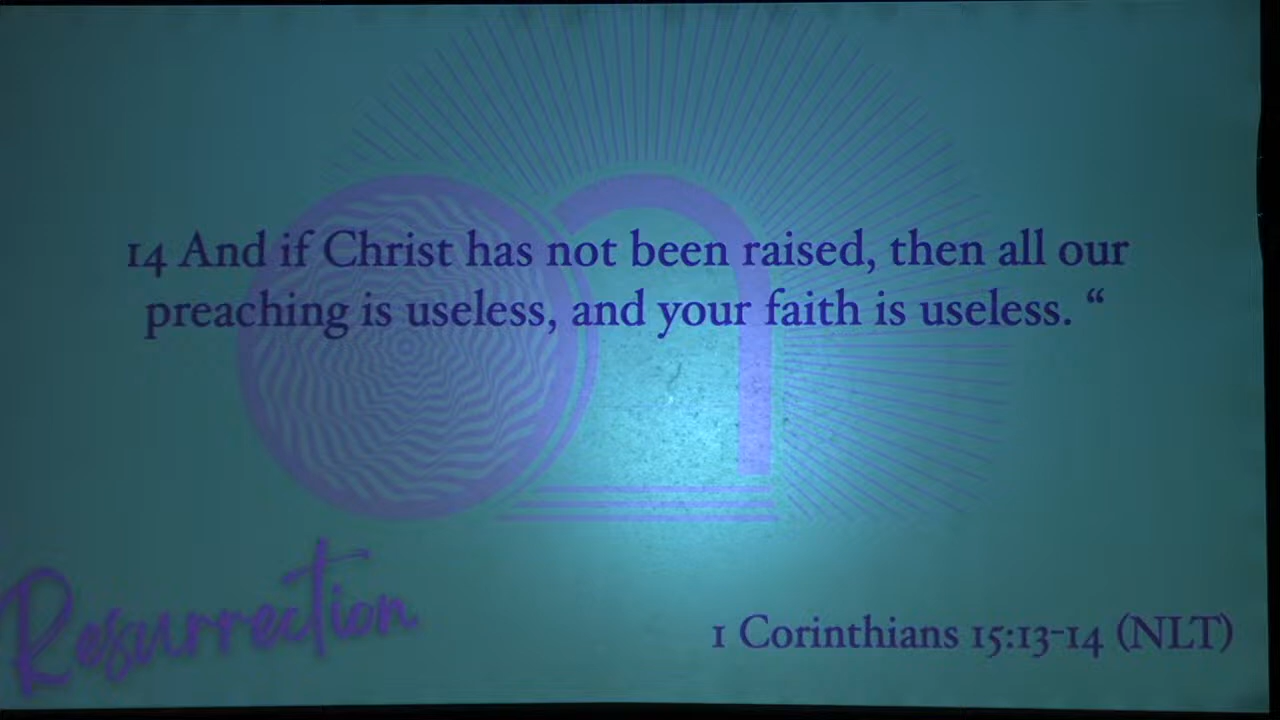 14 And if Christ has not been raised, then all our
preaching is useless, and your faith is useless. “
Resurrection
1 Corinthians 15:13-14 (NLT)